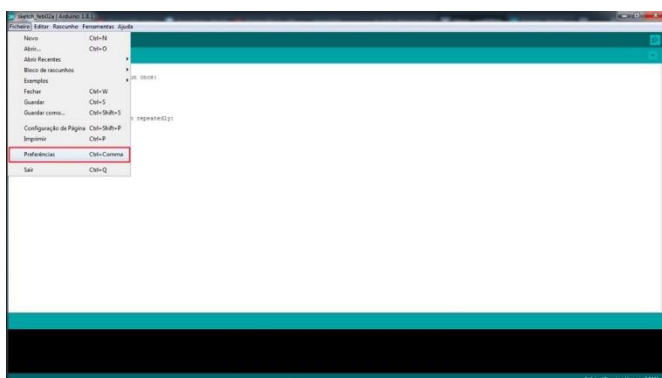 Arduino 1.8.
Ficheiro Editar Rascunho Ferramentas Ajuda
Novo Ctrl+N
Abrir... Ctrl+O
Abrir Recentes
Bloco de rascunhos
Exemplos
Fechar Ctrl+W
Guardar Ctrl+S
Guardar como... Ctrl+Shift+S
Configuração da Página Ctrl+Shift+P
Imprimir Ctrl+P
Preferências Ctrl+Comma
Sair Ctrl+Q
once:
repeatedly: